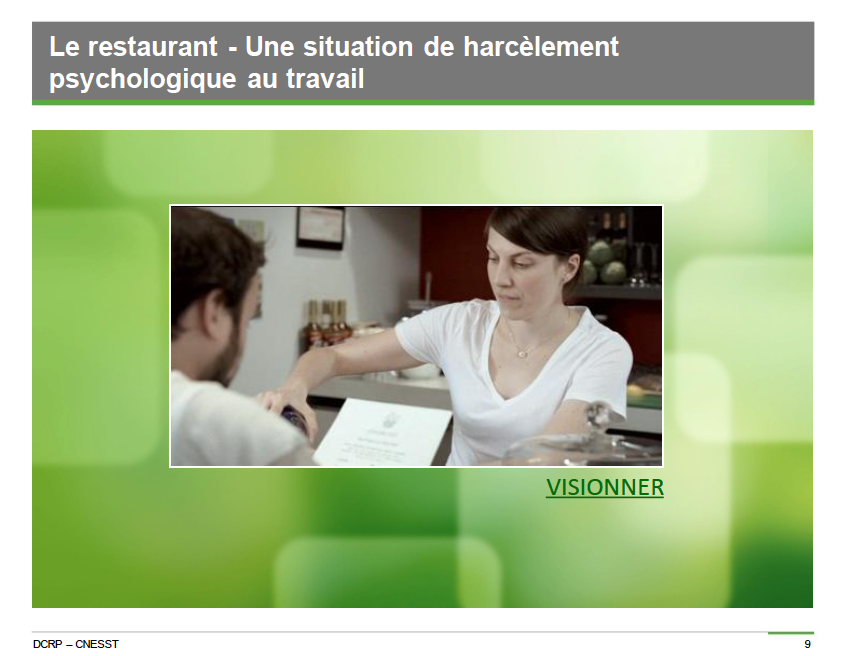 Le restaurant - Une situation de harcèlement
psychologique au travail
VISIONNER
DCRP – CNESST
9